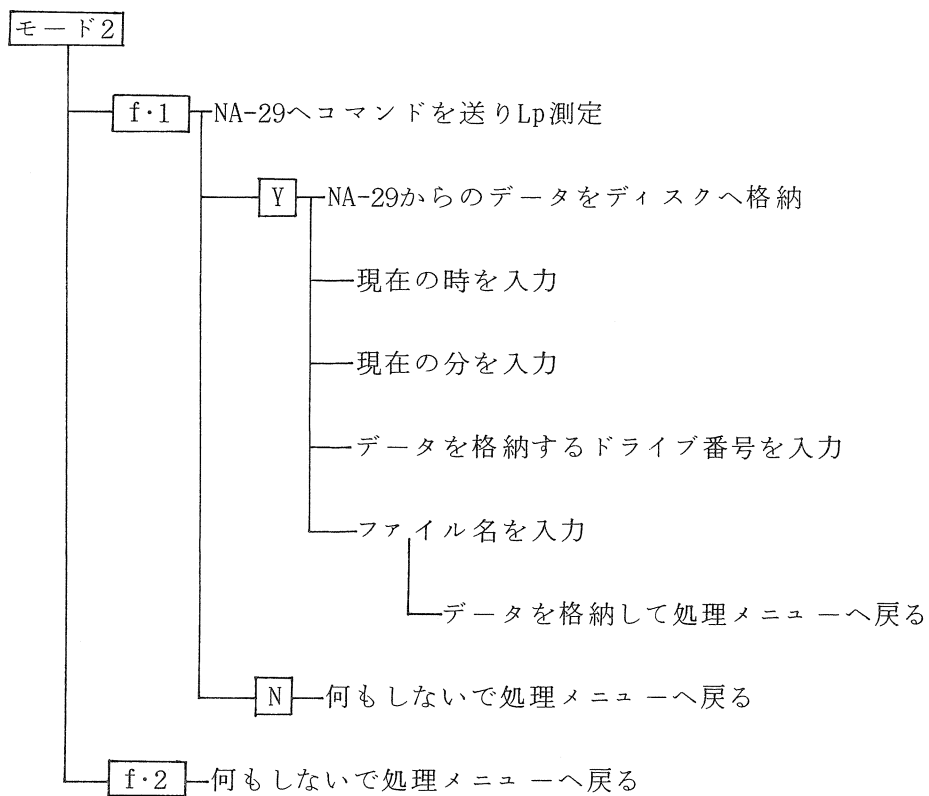 モード2
f·1 NA-29へコマンドを送りLp測定
Y NA-29からのデータをディスクへ格納
現在の時を入力
現在の分を入力
データを格納するドライブ番号を入力
ファイル名を入力
データを格納して処理メニューへ戻る
N 何もしないで処理メニューへ戻る
f·2 何もしないで処理メニューへ戻る